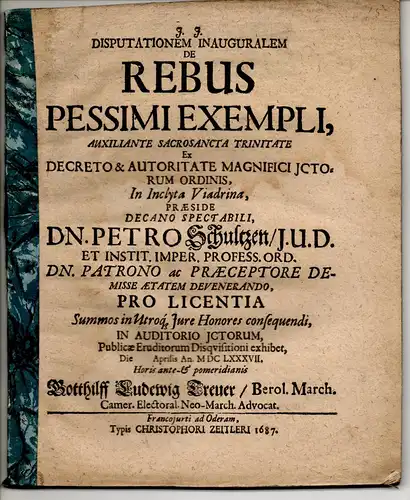 J. J.
DISPUTATIONEM INAUGURALEM
DE
REBUS
PESSIMI EXEMPLI,
AUXILIANTE SACROSANCTA TRINITATE
Ex
DECRETO & AUTORITATE MAGNIFICI JCTO-
RUM ORDINIS,
In Inclyta Viadrina,
PRÆSIDE
DECANO SPECTABILI,
DN. PETRO Schultzen/J.U.D.
ET INSTIT. IMPER. PROFESS. ORD.
DN. PATRONO ac PRÆCEPTORE DE-
MISSE ÆTATEM DEVENERANDO,
PRO LICENTIA
Summos in Utroq; Jure Honores consequendi,
IN AUDITORIO JCTORUM,
Publicæ Eruditorum Disqvisitioni exhibet,
Die Aprilis An. MDC LXXXVII.
Horis ante-& pomeridianis
Gotthilff Ludewig Treuer / Berol. March.
Camer. Electoral. Neo-March. Advocat.
Francofurti ad Oderam,
Typis CHRISTOPHORI ZEITLERI 1687.